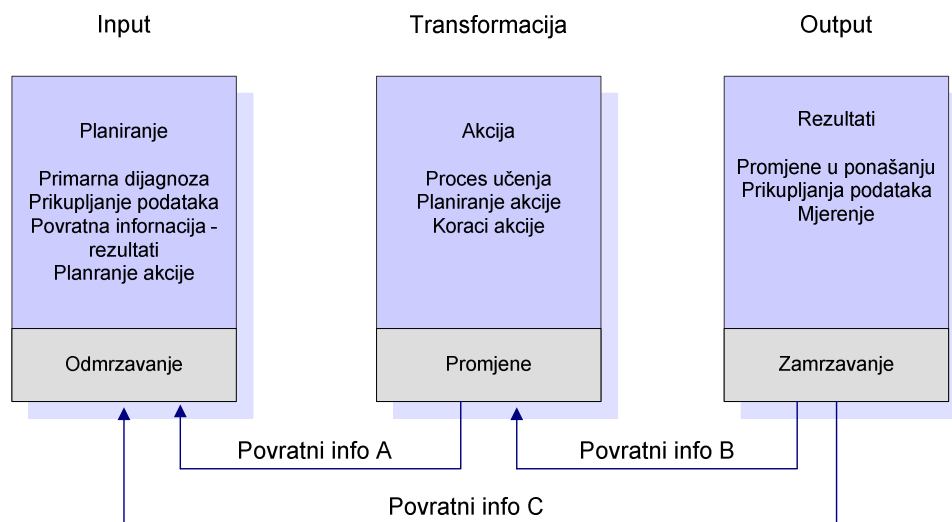 Input
Transformacija
Output
Planiranje
Primarna dijagnoza
Prikupljanje podataka
Povratna infornacija -
rezultati
Planranje akcije
Odmrzavanje
Akcija
Proces učenja
Planiranje akcije
Koraci akcije
Promjene
Rezultati
Promjene u ponašanju
Prikupljanja podataka
Mjerenje
Zamrzavanje
Povratni info A
Povratni info B
Povratni info C